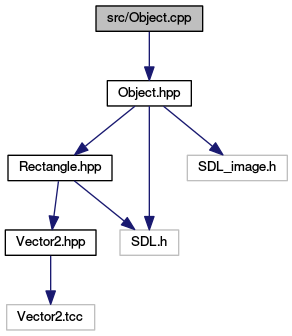 src/Object.cpp
Object.hpp
Rectangle.hpp
SDL_image.h
Vector2.hpp
SDL.h
Vector2.tcc